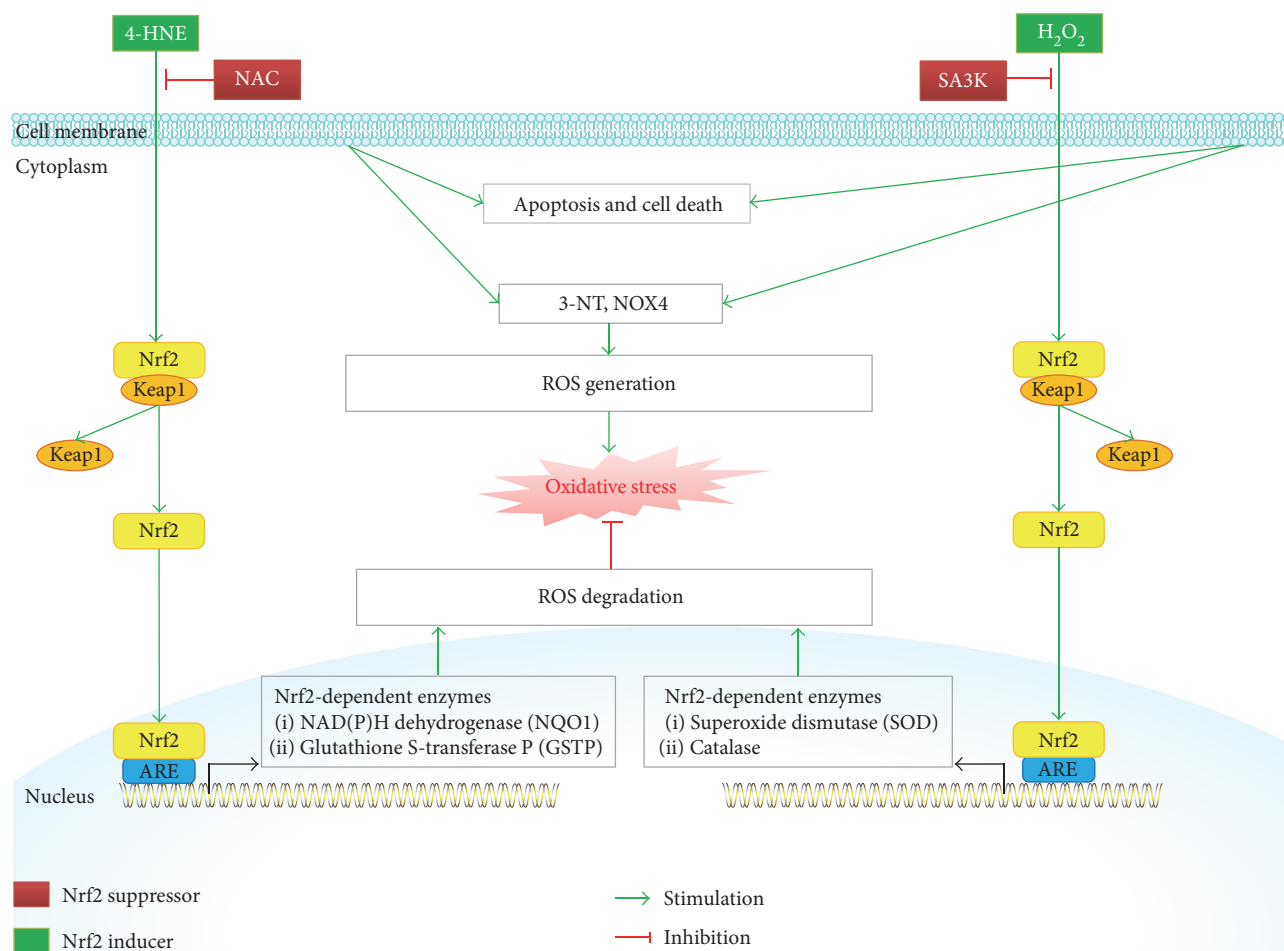 4-HNE
H₂O₂
NAC
SA3K
Cell membrane
Cytoplasm
Apoptosis and cell death
3-NT, NOX4
Nrf2
Keap1
Keap1
ROS generation
Nrf2
Keap1
Keap1
Oxidative stress
Nrf2
Nrf2
ROS degradation
Nrf2-dependent enzymes
(i) NAD(P)H dehydrogenase (NQO1)
(ii) Glutathione S-transferase P (GSTP)
Nrf2-dependent enzymes
(i) Superoxide dismutase (SOD)
(ii) Catalase
Nrf2
ARE
Nrf2
ARE
Nucleus
Nrf2 suppressor
Nrf2 inducer
Stimulation
Inhibition